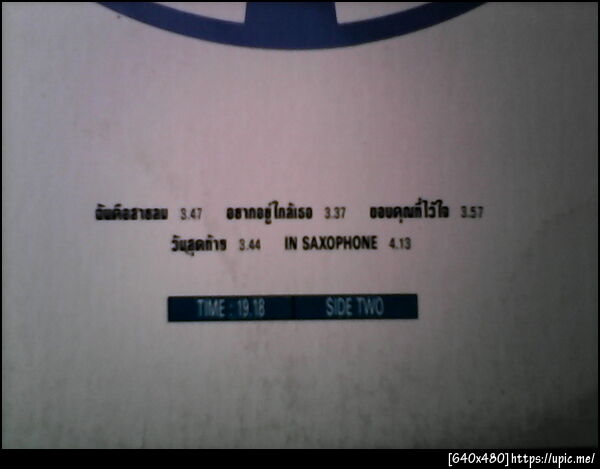 ฉันคือสายลม 3.47 อยากอยู่ใกล้เธอ 3.37 ขอบคุณที่ไว้ใจ 3.57
วันสุดท้าย 3.44 IN SAXOPHONE 4.13
TIME : 19.18 SIDE TWO
[640x480]https://upic.me/